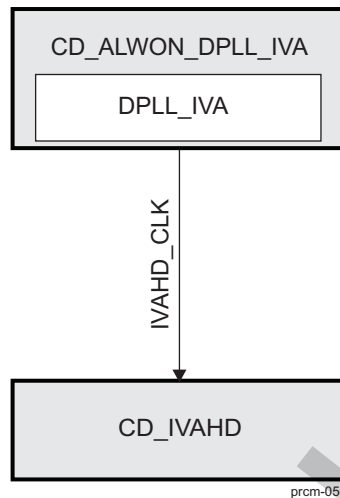 CD_ALWON_DPLL_IVA
DPLL_IVA
IVAHD_CLK
CD_IVAHD
prcm-05